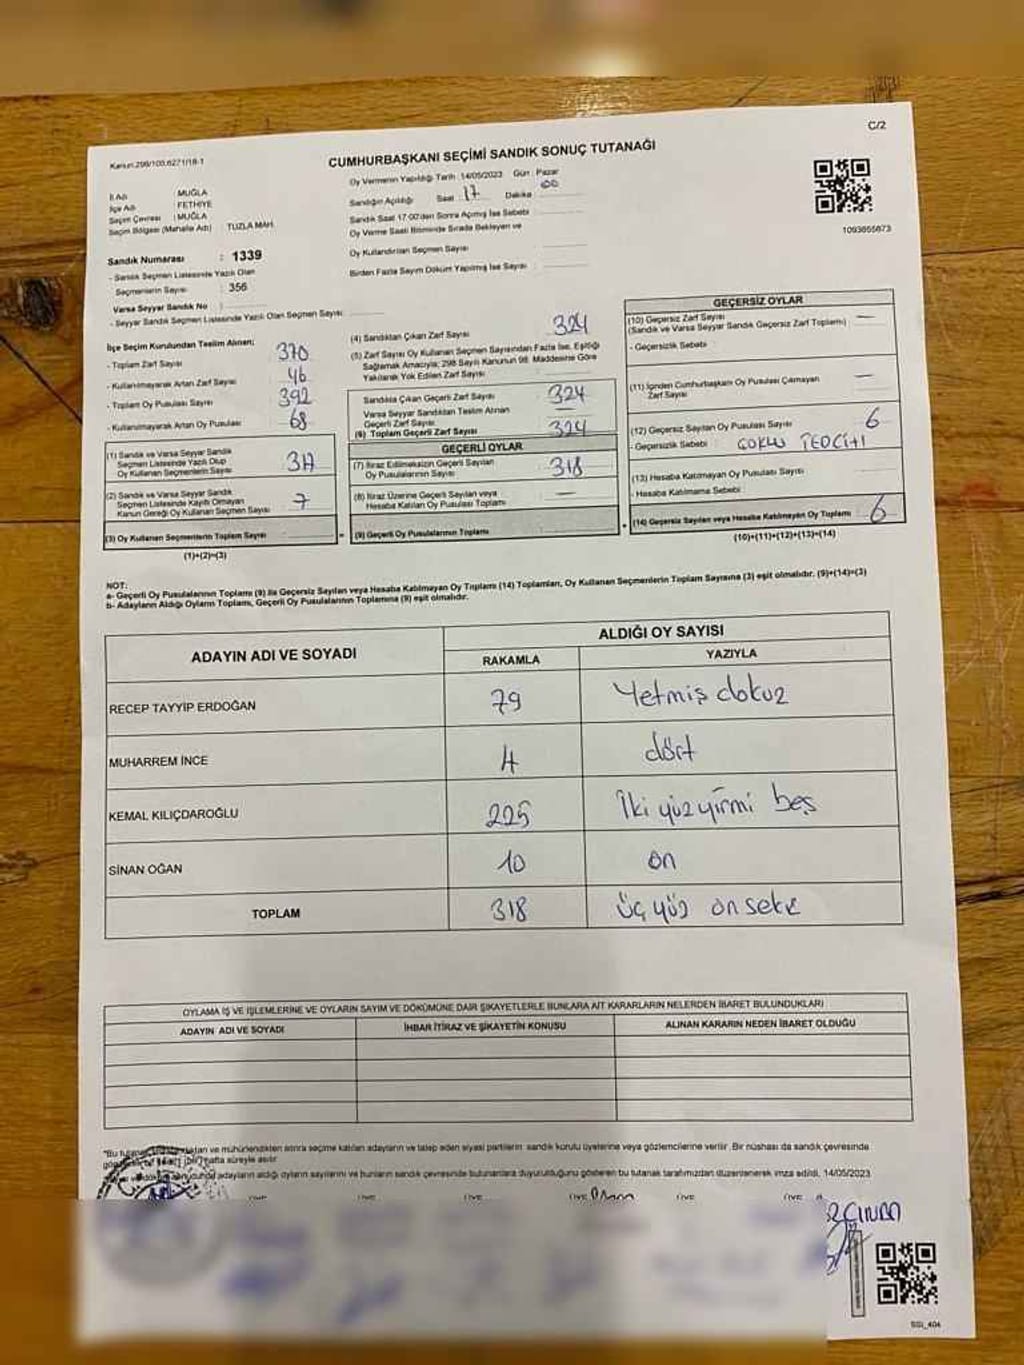 Kanun:298/100,6271/18-1
C/2
CUMHURBAŞKANI SEÇİMİ SANDIK SONUÇ TUTANAĞI
İl Adı : MUĞLA
İlçe Adı : FETHİYE
Seçim Çevresi : MUĞLA
Seçim Bölgesi (Mahalle Adı) TUZLA MAH.
Sandık Numarası : 1339
- Sandık Seçmen Listesinde Yazılı Olan
Seçmenlerin Sayısı : 356
Varsa Seyyar Sandık No :
- Seyyar Sandık Seçmen Listesinde Yazılı Olan Seçmen Sayısı:
Oy Vermenin Yapıldığı Tarih :14/05/2023 Gün : Pazar
Sandığın Açıldığı Saat : 17 Dakika : 00
Sandık Saat 17:00'den Sonra Açılmış İse Sebebi :
Oy Verme Saati Bitiminde Sırada Bekleyen ve
Oy Kullandırılan Seçmen Sayısı :
Birden Fazla Sayım Döküm Yapılmış İse Sayısı :
1093655673
İlçe Seçim Kurulundan Teslim Alınan;
- Toplam Zarf Sayısı : 370
- Kullanılmayarak Artan Zarf Sayısı : 46
- Toplam Oy Pusulası Sayısı : 392
- Kullanılmayarak Artan Oy Pusulası : 68
(1) Sandık ve Varsa Seyyar Sandık
Seçmen Listesinde Yazılı Olup
Oy Kullanan Seçmenlerin Sayısı : 317
(2) Sandık ve Varsa Seyyar Sandık
Seçmen Listesinde Kaydı Olmayan
Kanun Gereği Oy Kullanan Seçmen Sayısı : 7
(3) Oy Kullanan Seçmenlerin Toplam Sayısı
(1)+(2)=(3)
(4) Sandıktan Çıkan Zarf Sayısı : 324
(5) Zarf Sayısı Oy Kullanan Seçmen Sayısından Fazla İse, Eşitliği
Sağlamak Amacıyla; 298 Sayılı Kanunun 98. Maddesine Göre
Yakılarak Yok Edilen Zarf Sayısı :
Sandıkta Çıkan Geçerli Zarf Sayısı : 324
Varsa Seyyar Sandıktan Teslim Alınan
Geçerli Zarf Sayısı : —
(6) Toplam Geçerli Zarf Sayısı : 324
GEÇERLİ OYLAR
(7) İtiraz Edilmeksizin Geçerli Sayılan
Oy Pusulalarının Sayısı : 318
(8) İtiraz Üzerine Geçerli Sayılan veya
Hesaba Katılan Oy Pusulası Toplamı : —
(9) Geçerli Oy Pusulalarının Toplamı
GEÇERSİZ OYLAR
(10) Geçersiz Zarf Sayısı : —
(Sandık ve Varsa Seyyar Sandık Geçersiz Zarf Toplamı)
- Geçersizlik Sebebi :
(11) İçinden Cumhurbaşkanı Oy Pusulası Çıkmayan
Zarf Sayısı : —
(12) Geçersiz Sayılan Oy Pusulası Sayısı : 6
- Geçersizlik Sebebi : ÇOKLU TERCİHİ
(13) Hesaba Katılmayan Oy Pusulası Sayısı :
- Hesaba Katılmama Sebebi :
(14) Geçersiz Sayılan veya Hesaba Katılmayan Oy Toplamı : 6
(10)+(11)+(12)+(13)=(14)
NOT:
a- Geçerli Oy Pusulalarının Toplamı (9) ile Geçersiz Sayılan veya Hesaba Katılmayan Oy Toplamı (14) Toplamları, Oy Kullanan Seçmenlerin Toplam Sayısına (3) eşit olmalıdır. (9)+(14)=(3)
b- Adayların Aldığı Oyların Toplamı, Geçerli Oy Pusulalarının Toplamına (9) eşit olmalıdır.
ADAYIN ADI VE SOYADI
ALDIĞI OY SAYISI
RAKAMLA YAZIYLA
RECEP TAYYİP ERDOĞAN 79 Yetmiş dokuz
MUHARREM İNCE 4 dört
KEMAL KILIÇDAROĞLU 225 İki yüz yirmi beş
SİNAN OĞAN 10 on
TOPLAM 318 üç yüz on sekiz
OYLAMA İŞ VE İŞLEMLERİNE VE OYLARIN SAYIM VE DÖKÜMÜNE DAİR ŞİKAYETLERLE BUNLARA AİT KARARLARIN NELERDEN İBARET BULUNDUKLARI
ADAYIN ADI VE SOYADI İHBAR İTİRAZ VE ŞİKAYETİN KONUSU ALINAN KARARIN NEDEN İBARET OLDUĞU
*Bu ve mühürlendikten sonra seçime katılan adayların ve talep eden siyasi partilerin sandık kurulu üyelerine veya gözlemcilerine verilir. Bir nüshası da sandık çevresinde
hafta süreyle asılır.
adayların aldığı oyların sayılarını ve bunların sandık çevresinde bulunanlara duyurulduğunu gösteren bu tutanak tarafımızdan düzenlenerek imza edildi. 14/05/2023
ÜYE ÜYE ÜYE ÜYE ÜYE ÜYE
SGI_404